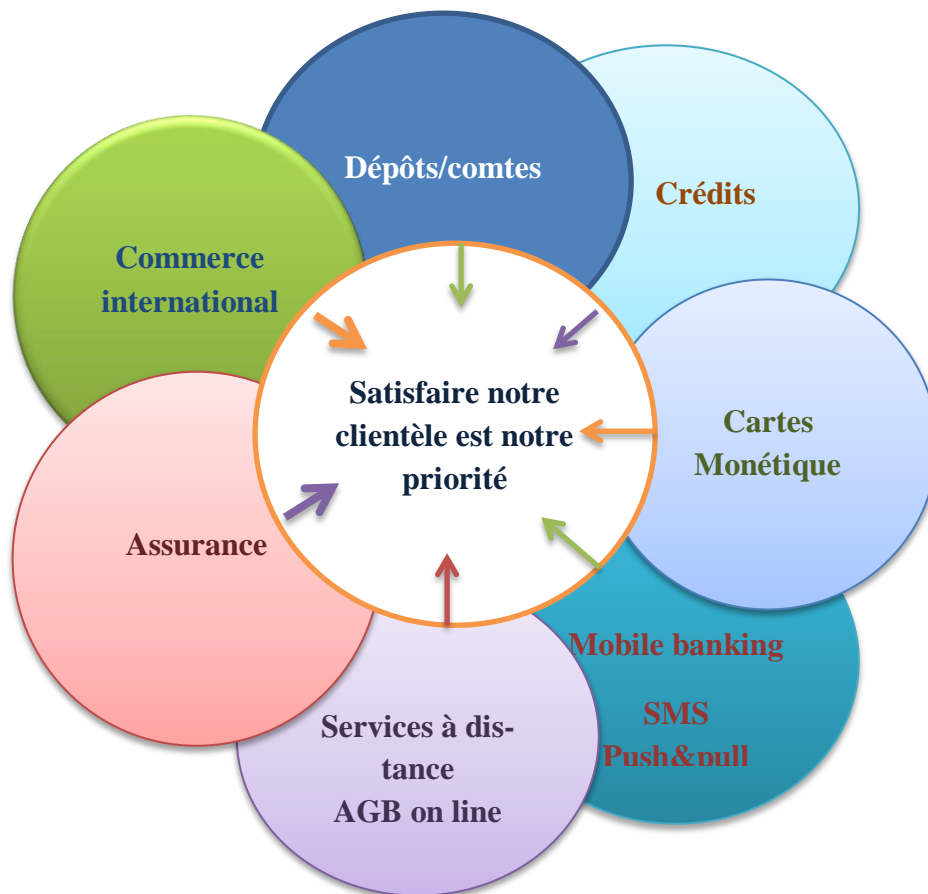 Dépôts/comtes
Crédits
Commerce
international
Satisfaire notre
clientèle est notre
priorité
Cartes
Monétique
Assurance
Mobile banking
SMS
Push&pull
Services à dis-
tance
AGB on line